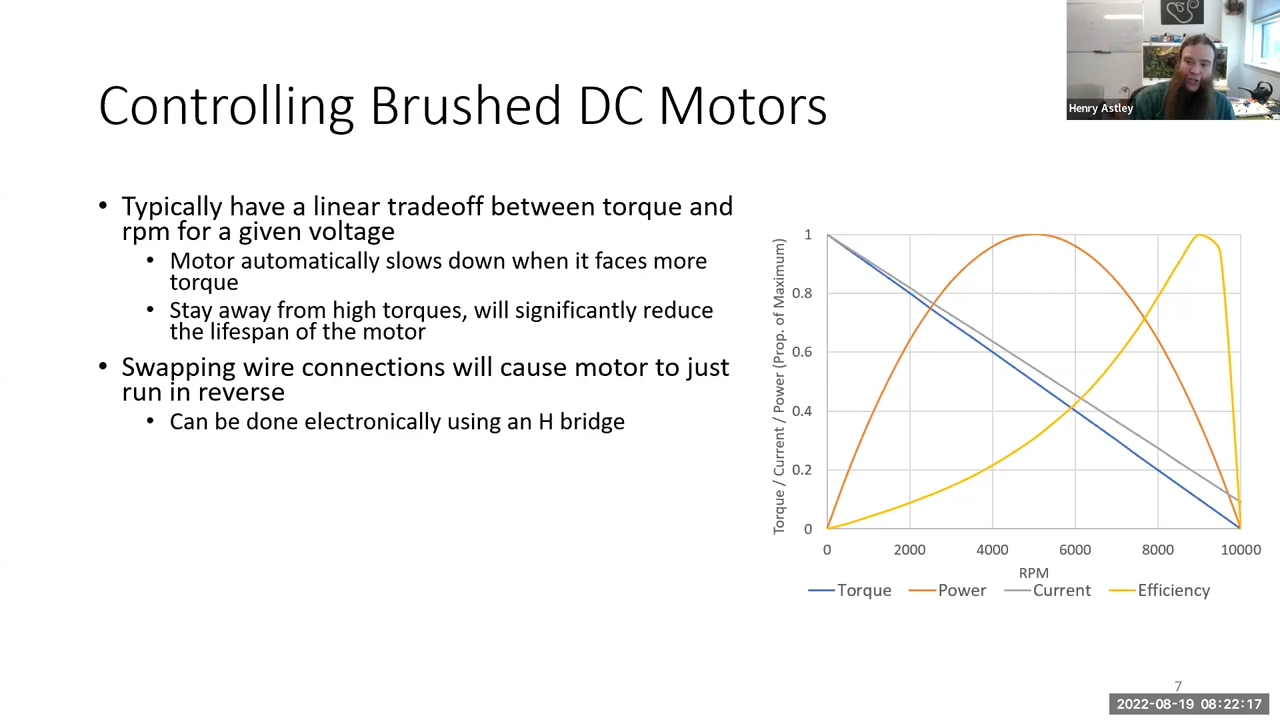 Henry Astley
Controlling Brushed DC Motors
• Typically have a linear tradeoff between torque and
rpm for a given voltage
• Motor automatically slows down when it faces more
torque
• Stay away from high torques, will significantly reduce
the lifespan of the motor
• Swapping wire connections will cause motor to just
run in reverse
• Can be done electronically using an H bridge
Torque / Current / Power (Prop. of Maximum)
1
0.8
0.6
0.4
0.2
0
0 2000 4000 6000 8000 10000
RPM
Torque Power Current Efficiency
7
2022-08-19 08:22:17